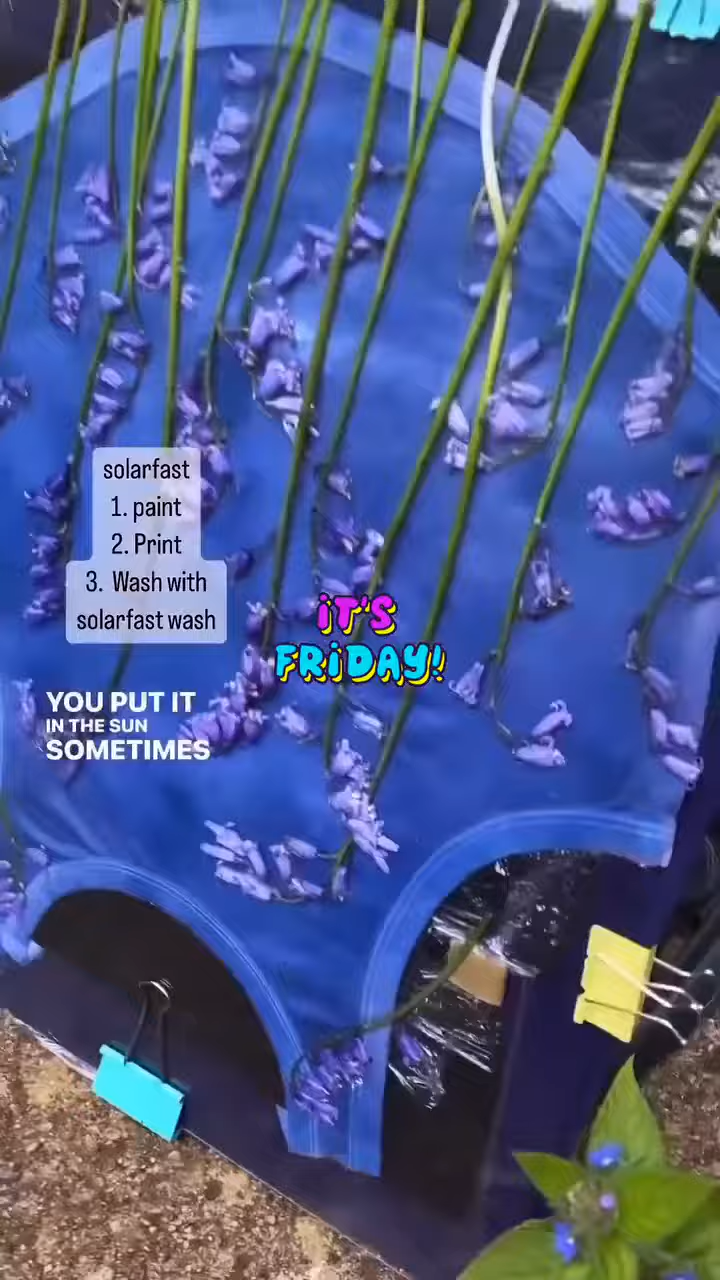 solarfast
1. paint
2. Print
3. Wash with
solarfast wash
IT'S
FRIDAY!
YOU PUT IT
IN THE SUN
SOMETIMES